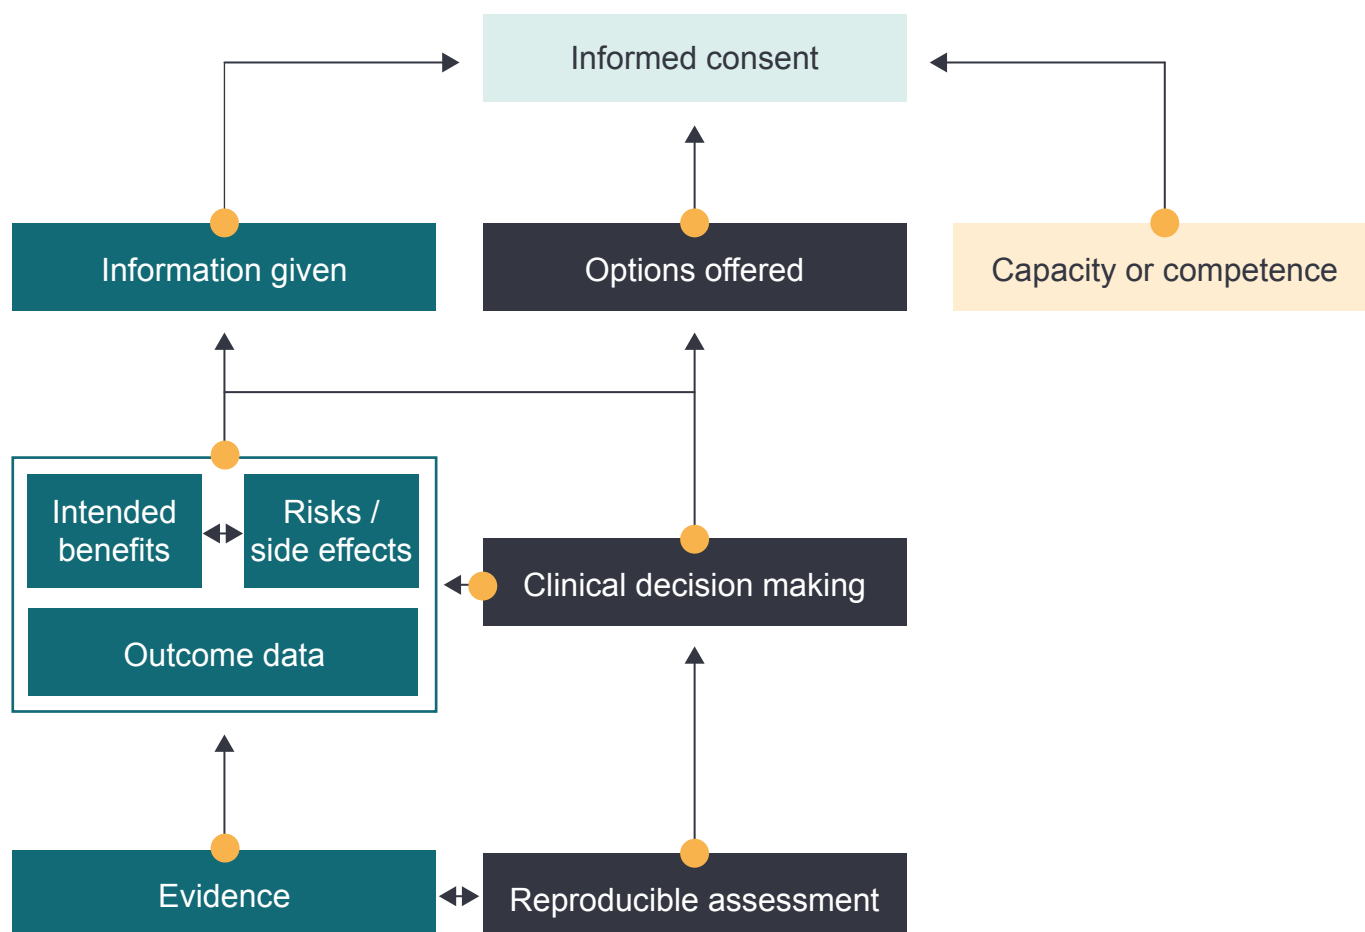 Informed consent
Information given
Options offered
Capacity or competence
Intended
benefits
Risks /
side effects
Clinical decision making
Outcome data
Evidence
Reproducible assessment